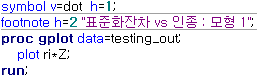 symbol v=dot h=1;
footnote h=2 "표준화잔차 vs 인종 : 모형 1";
proc gplot data=testing_out;
plot ri*Z;
run;